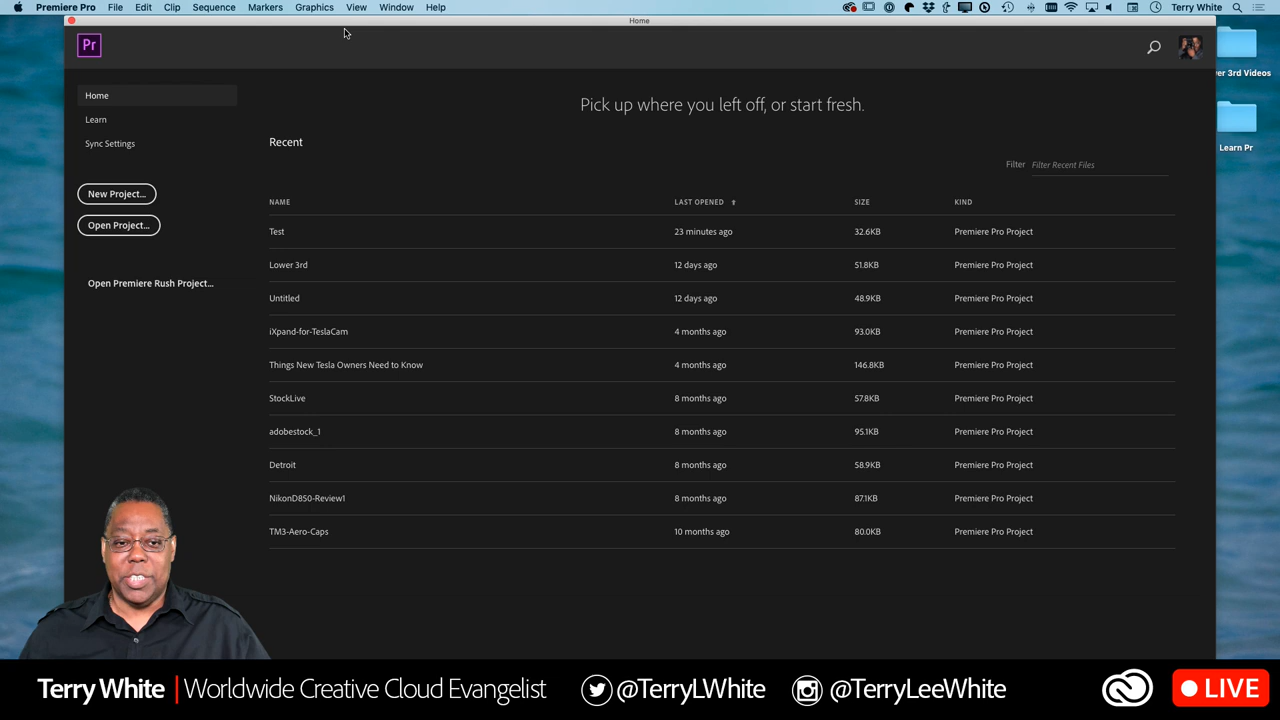 Premiere Pro File Edit Clip Sequence Markers Graphics View Window Help Terry White
Home
Pr
er 3rd Videos
Home
Learn
Sync Settings
New Project...
Open Project...
Open Premiere Rush Project...
Pick up where you left off, or start fresh.
Recent
Filter Filter Recent Files
NAME LAST OPENED SIZE KIND
Test 23 minutes ago 32.6KB Premiere Pro Project
Lower 3rd 12 days ago 51.8KB Premiere Pro Project
Untitled 12 days ago 48.9KB Premiere Pro Project
iXpand-for-TeslaCam 4 months ago 93.0KB Premiere Pro Project
Things New Tesla Owners Need to Know 4 months ago 146.8KB Premiere Pro Project
StockLive 8 months ago 57.8KB Premiere Pro Project
adobestock_1 8 months ago 95.1KB Premiere Pro Project
Detroit 8 months ago 58.9KB Premiere Pro Project
NikonD850-Review1 8 months ago 87.1KB Premiere Pro Project
TM3-Aero-Caps 10 months ago 80.0KB Premiere Pro Project
Learn Pr
Terry White | Worldwide Creative Cloud Evangelist @TerryLWhite @TerryLeeWhite LIVE